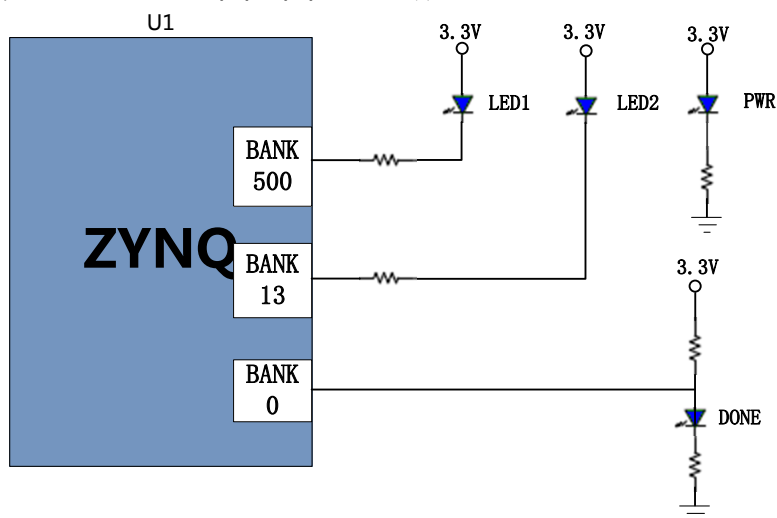 U1
3.3V
3.3V
3.3V
LED1
LED2
PWR
BANK
500
ZYNQ
BANK
13
3.3V
BANK
0
DONE